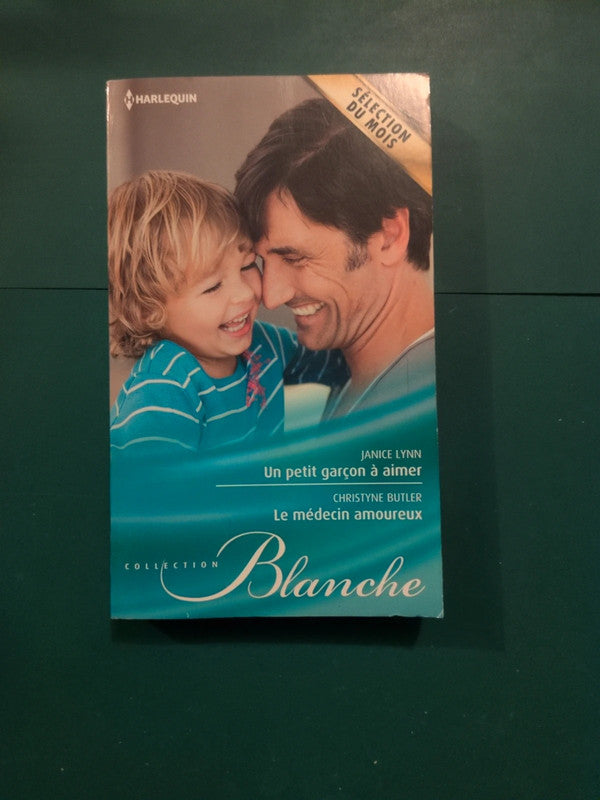 HARLEQUIN
SÉLECTION
DU MOIS
JANICE LYNN
Un petit garçon à aimer
CHRISTYNE BUTLER
Le médecin amoureux
COLLECTION
Blanche